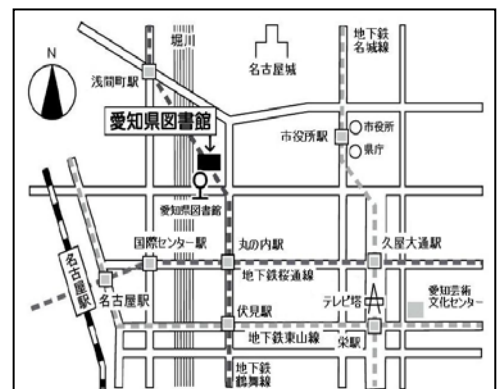 N
堀川
名古屋城
地下鉄
名城線
浅間町駅
愛知県図書館
市役所駅
市役所
県庁
愛知県図書館
国際センター駅
丸の内駅
久屋大通駅
名古屋駅
名古屋駅
地下鉄桜通線
伏見駅
テレビ塔
愛知芸術
文化センター
地下鉄東山線
栄駅
地下鉄
鶴舞線